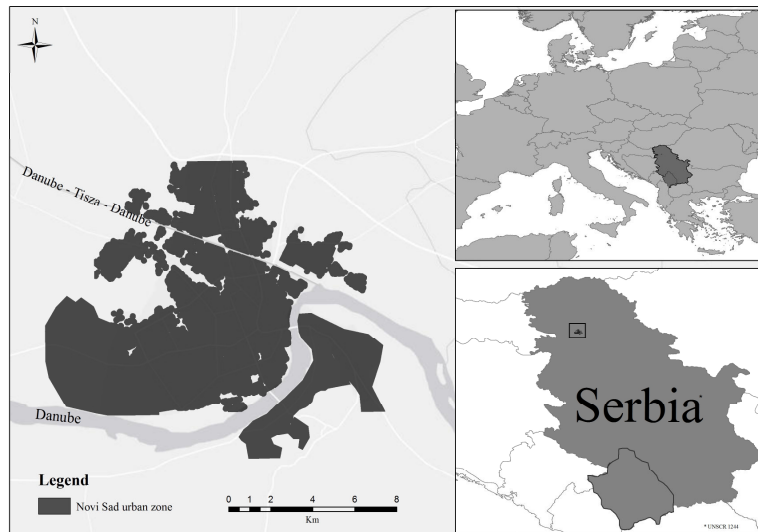 N
Danube - Tisza - Danube
Danube
Legend
Novi Sad urban zone
0 1 2 4 6 8
Km
Serbia*
* UNSCR 1244